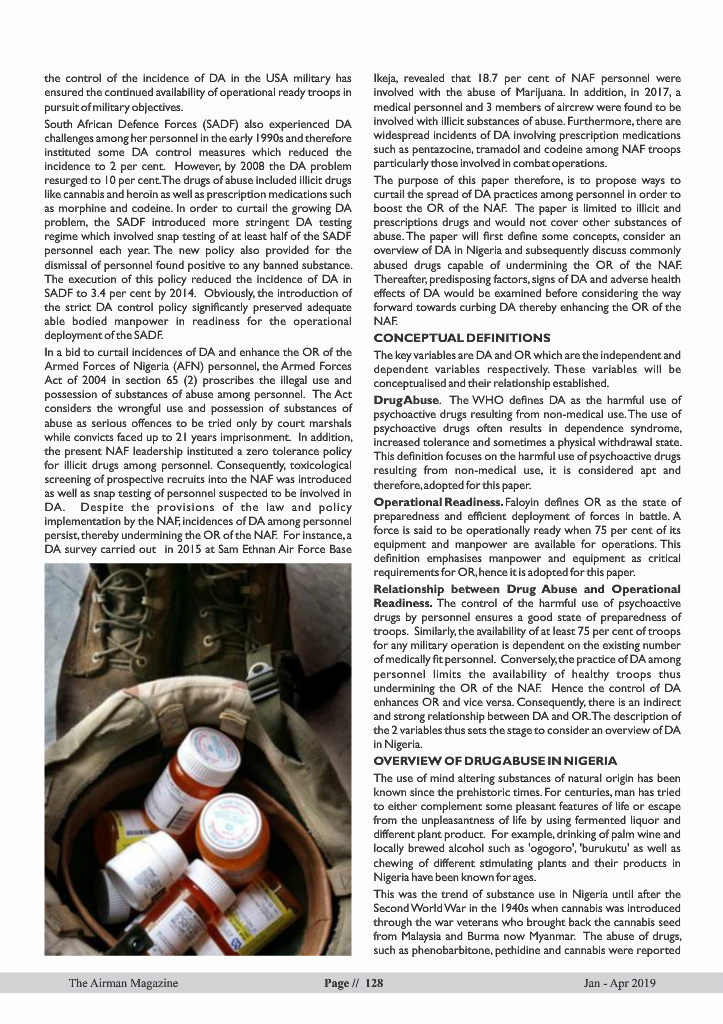 the control of the incidence of DA in the USA military has
ensured the continued availability of operational ready troops in
pursuit of military objectives.
South African Defence Forces (SADF) also experienced DA
challenges among her personnel in the early 1990s and therefore
instituted some DA control measures which reduced the
incidence to 2 per cent. However, by 2008 the DA problem
resurged to 10 per cent.The drugs of abuse included illicit drugs
like cannabis and heroin as well as prescription medications such
as morphine and codeine. In order to curtail the growing DA
problem, the SADF introduced more stringent DA testing
regime which involved snap testing of at least half of the SADF
personnel each year. The new policy also provided for the
dismissal of personnel found positive to any banned substance.
The execution of this policy reduced the incidence of DA in
SADF to 3.4 per cent by 2014. Obviously, the introduction of
the strict DA control policy significantly preserved adequate
able bodied manpower in readiness for the operational
deployment of the SADF.
In a bid to curtail incidences of DA and enhance the OR of the
Armed Forces of Nigeria (AFN) personnel, the Armed Forces
Act of 2004 in section 65 (2) proscribes the illegal use and
possession of substances of abuse among personnel. The Act
considers the wrongful use and possession of substances of
abuse as serious offences to be tried only by court marshals
while convicts faced up to 21 years imprisonment. In addition,
the present NAF leadership instituted a zero tolerance policy
for illicit drugs among personnel. Consequently, toxicological
screening of prospective recruits into the NAF was introduced
as well as snap testing of personnel suspected to be involved in
DA. Despite the provisions of the law and policy
implementation by the NAF, incidences of DA among personnel
persist, thereby undermining the OR of the NAF. For instance, a
DA survey carried out in 2015 at Sam Ethnan Air Force Base
Ikeja, revealed that 18.7 per cent of NAF personnel were
involved with the abuse of Marijuana. In addition, in 2017, a
medical personnel and 3 members of aircrew were found to be
involved with illicit substances of abuse. Furthermore, there are
widespread incidents of DA involving prescription medications
such as pentazocine, tramadol and codeine among NAF troops
particularly those involved in combat operations.
The purpose of this paper therefore, is to propose ways to
curtail the spread of DA practices among personnel in order to
boost the OR of the NAF. The paper is limited to illicit and
prescriptions drugs and would not cover other substances of
abuse. The paper will first define some concepts, consider an
overview of DA in Nigeria and subsequently discuss commonly
abused drugs capable of undermining the OR of the NAF.
Thereafter, predisposing factors, signs of DA and adverse health
effects of DA would be examined before considering the way
forward towards curbing DA thereby enhancing the OR of the
NAF.
CONCEPTUAL DEFINITIONS
The key variables are DA and OR which are the independent and
dependent variables respectively. These variables will be
conceptualised and their relationship established.
Drug Abuse. The WHO defines DA as the harmful use of
psychoactive drugs resulting from non-medical use. The use of
psychoactive drugs often results in dependence syndrome,
increased tolerance and sometimes a physical withdrawal state.
This definition focuses on the harmful use of psychoactive drugs
resulting from non-medical use, it is considered apt and
therefore, adopted for this paper.
Operational Readiness. Faloyin defines OR as the state of
preparedness and efficient deployment of forces in battle. A
force is said to be operationally ready when 75 per cent of its
equipment and manpower are available for operations. This
definition emphasises manpower and equipment as critical
requirements for OR, hence it is adopted for this paper.
Relationship between Drug Abuse and Operational
Readiness. The control of the harmful use of psychoactive
drugs by personnel ensures a good state of preparedness of
troops. Similarly, the availability of at least 75 per cent of troops
for any military operation is dependent on the existing number
of medically fit personnel. Conversely, the practice of DA among
personnel limits the availability of healthy troops thus
undermining the OR of the NAF. Hence the control of DA
enhances OR and vice versa. Consequently, there is an indirect
and strong relationship between DA and OR.The description of
the 2 variables thus sets the stage to consider an overview of DA
in Nigeria.
OVERVIEW OF DRUG ABUSE IN NIGERIA
The use of mind altering substances of natural origin has been
known since the prehistoric times. For centuries, man has tried
to either complement some pleasant features of life or escape
from the unpleasantness of life by using fermented liquor and
different plant product. For example, drinking of palm wine and
locally brewed alcohol such as 'ogogoro', 'burukutu' as well as
chewing of different stimulating plants and their products in
Nigeria have been known for ages.
This was the trend of substance use in Nigeria until after the
Second World War in the 1940s when cannabis was introduced
through the war veterans who brought back the cannabis seed
from Malaysia and Burma now Myanmar. The abuse of drugs,
such as phenobarbitone, pethidine and cannabis were reported
The Airman Magazine
Page // 128
Jan - Apr 2019